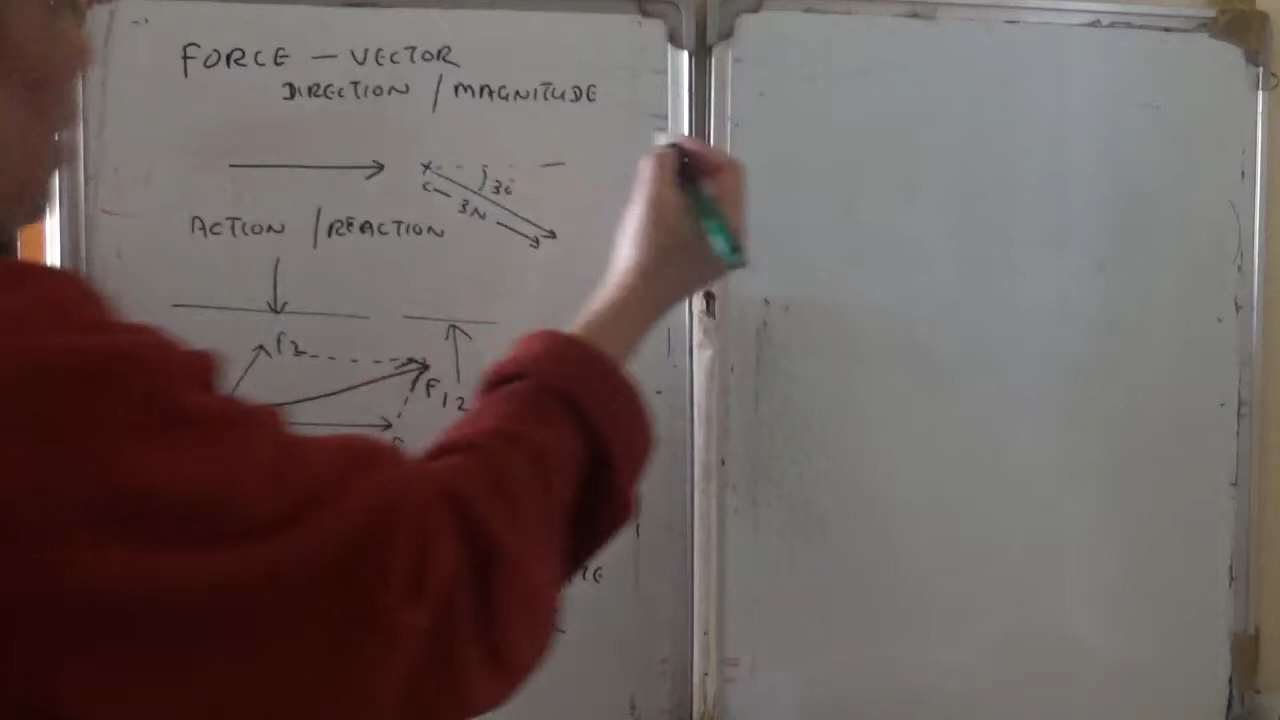 FORCE — VECTOR
DIRECTION / MAGNITUDE
30
3N
ACTION / REACTION
F2
F12